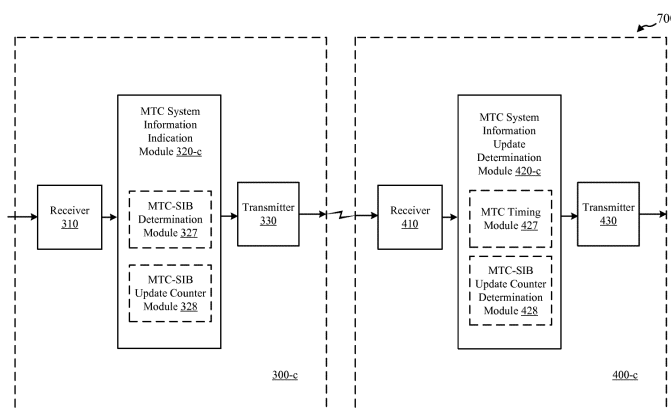 700
MTC System
Information
Indication
Module 320-c
Receiver
310
MTC-SIB
Determination
Module 327
MTC-SIB
Update Counter
Module 328
Transmitter
330
300-c
MTC System
Information
Update
Determination
Module 420-c
Receiver
410
MTC Timing
Module 427
MTC-SIB
Update Counter
Determination
Module 428
Transmitter
430
400-c